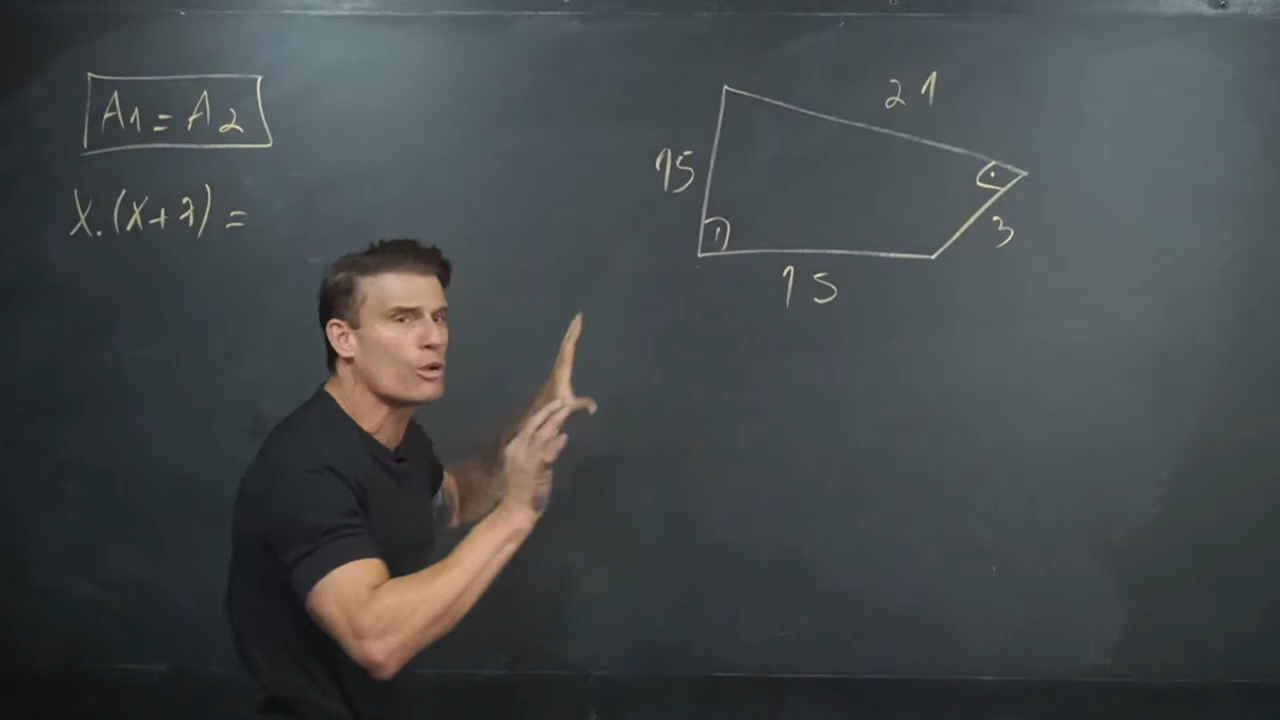 A1 = A2
X.(X+7) =
21
15
3
15